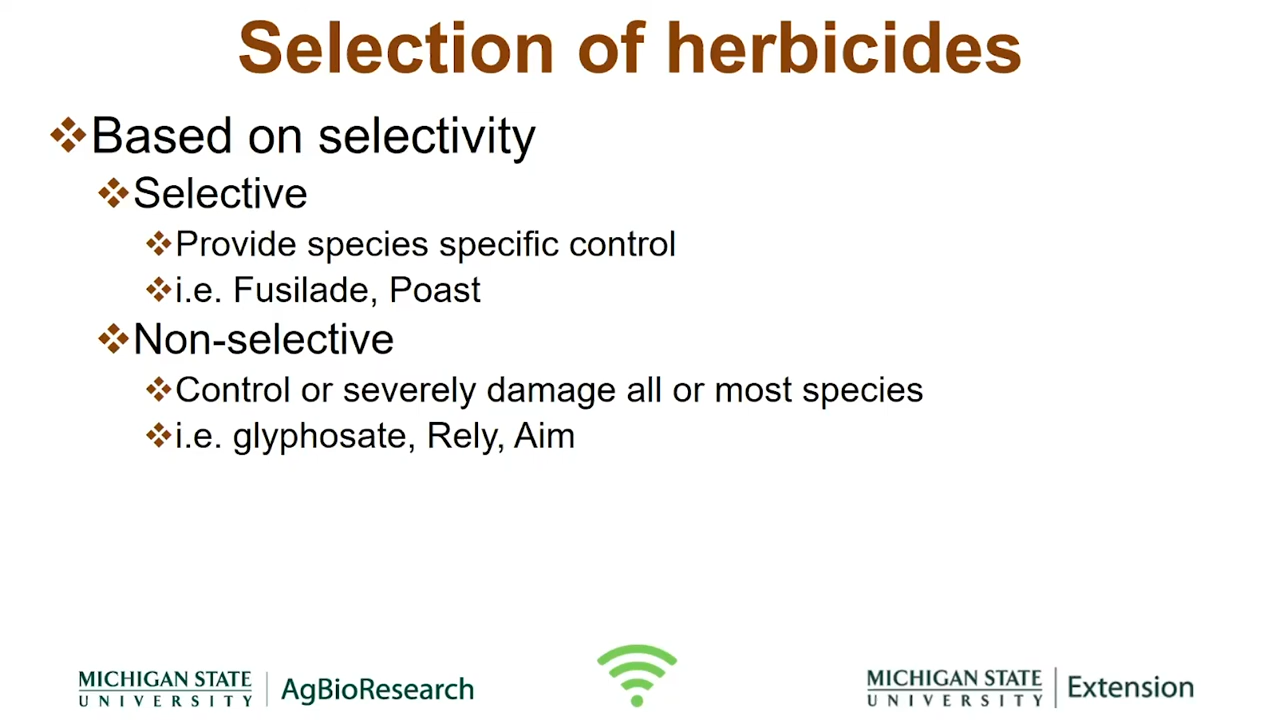 Selection of herbicides
Based on selectivity
Selective
Provide species specific control
i.e. Fusilade, Poast
Non-selective
Control or severely damage all or most species
i.e. glyphosate, Rely, Aim
MICHIGAN STATE
UNIVERSITY
AgBioResearch
MICHIGAN STATE
UNIVERSITY
Extension